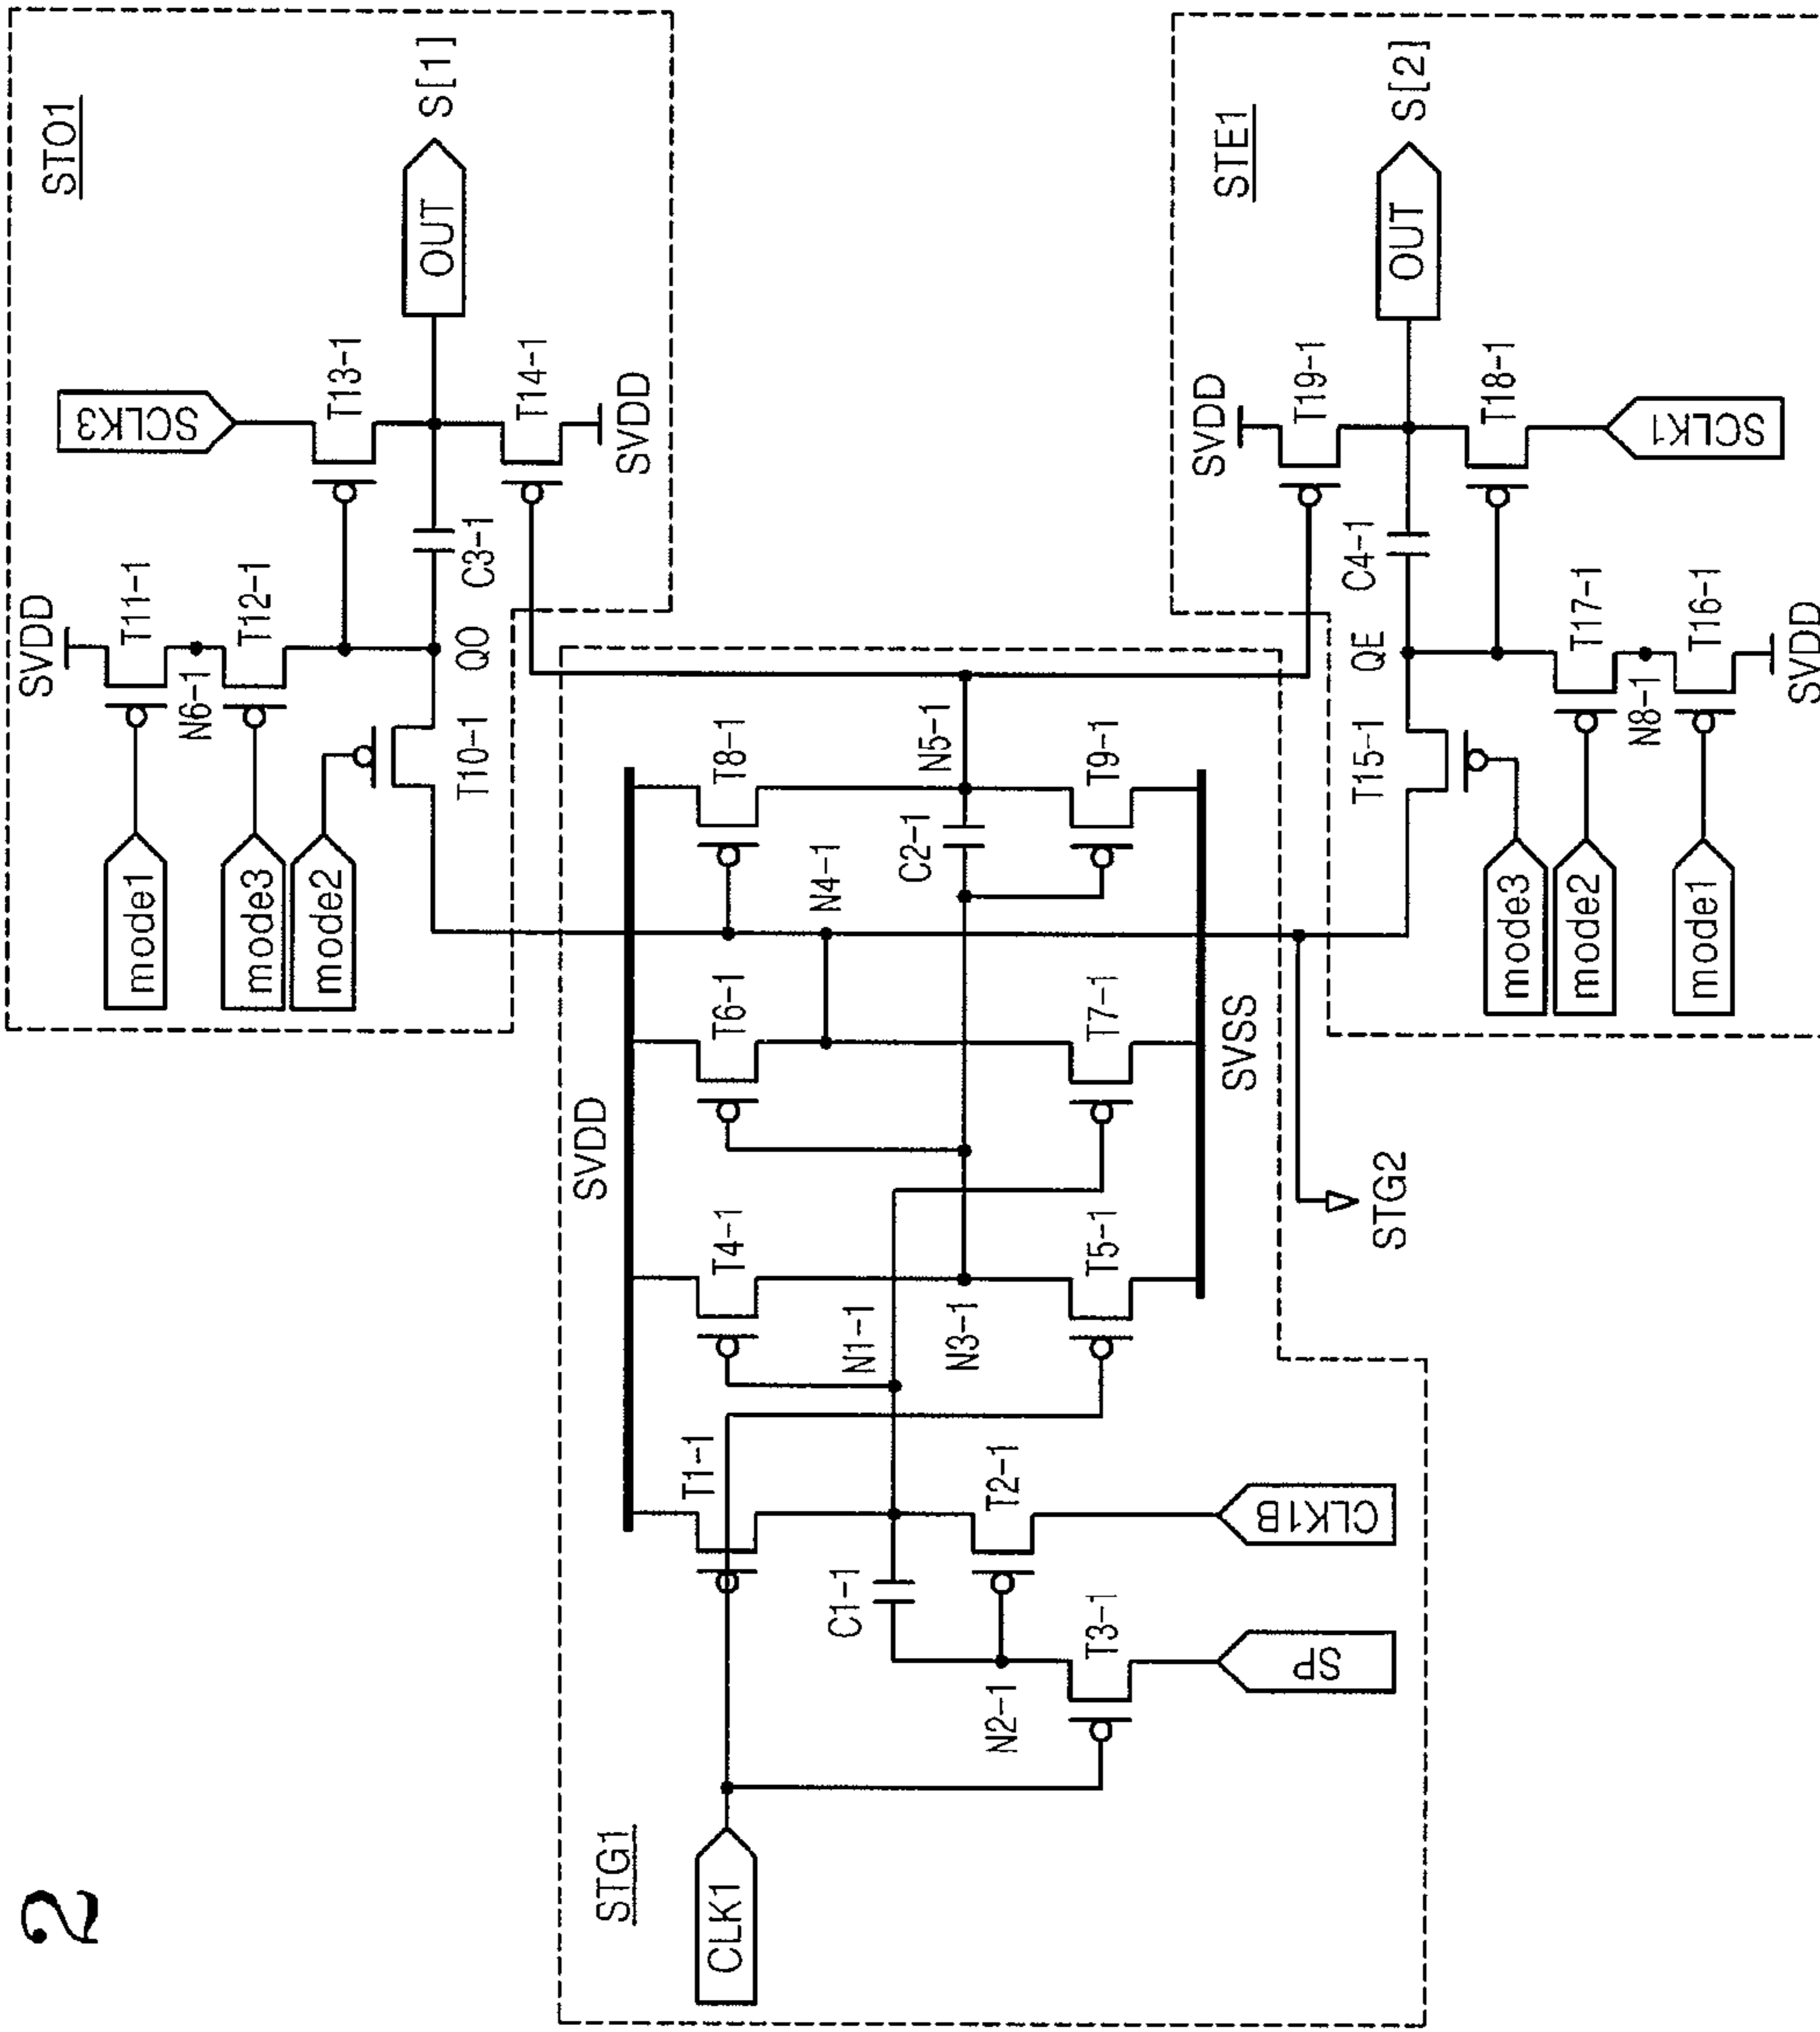 2
STO1
SVDD
mode1
T11-1
N6-1
mode3
T12-1
mode2
T10-1
QO
C3-1
SCLK3
T13-1
T14-1
SVDD
OUT
S[1]
STG1
SVDD
CLK1
T1-1
C1-1
T2-1
N2-1
T3-1
SP
CLK1B
T4-1
N1-1
N3-1
T5-1
T6-1
T7-1
T8-1
N4-1
C2-1
N5-1
T9-1
SVSS
STG2
STE1
SVDD
T19-1
OUT
S[2]
T18-1
SCLK1
QE
C4-1
T15-1
mode3
T17-1
mode2
N8-1
T16-1
mode1
SVDD